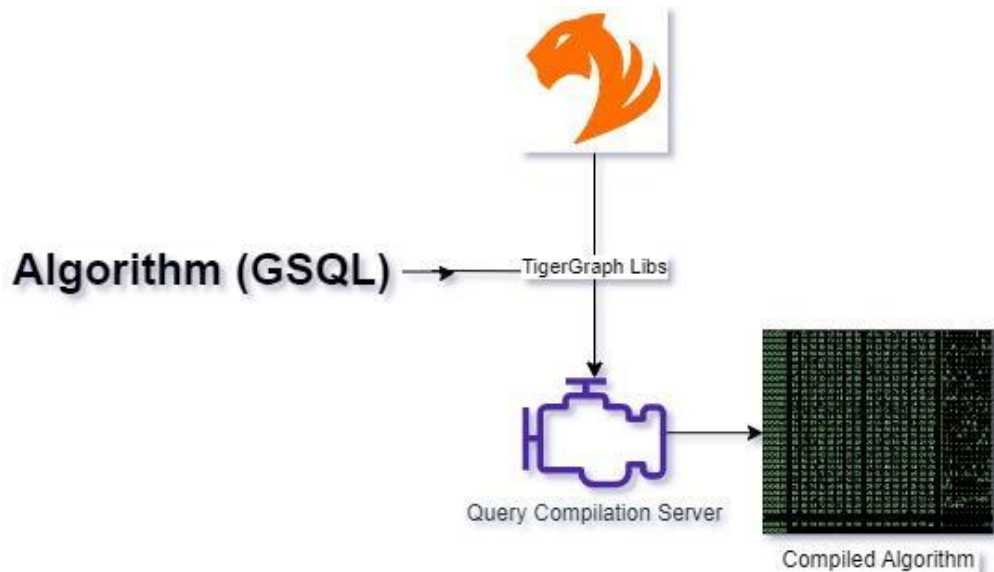 Algorithm (GSQL)
TigerGraph Libs
Query Compilation Server
Compiled Algorithm